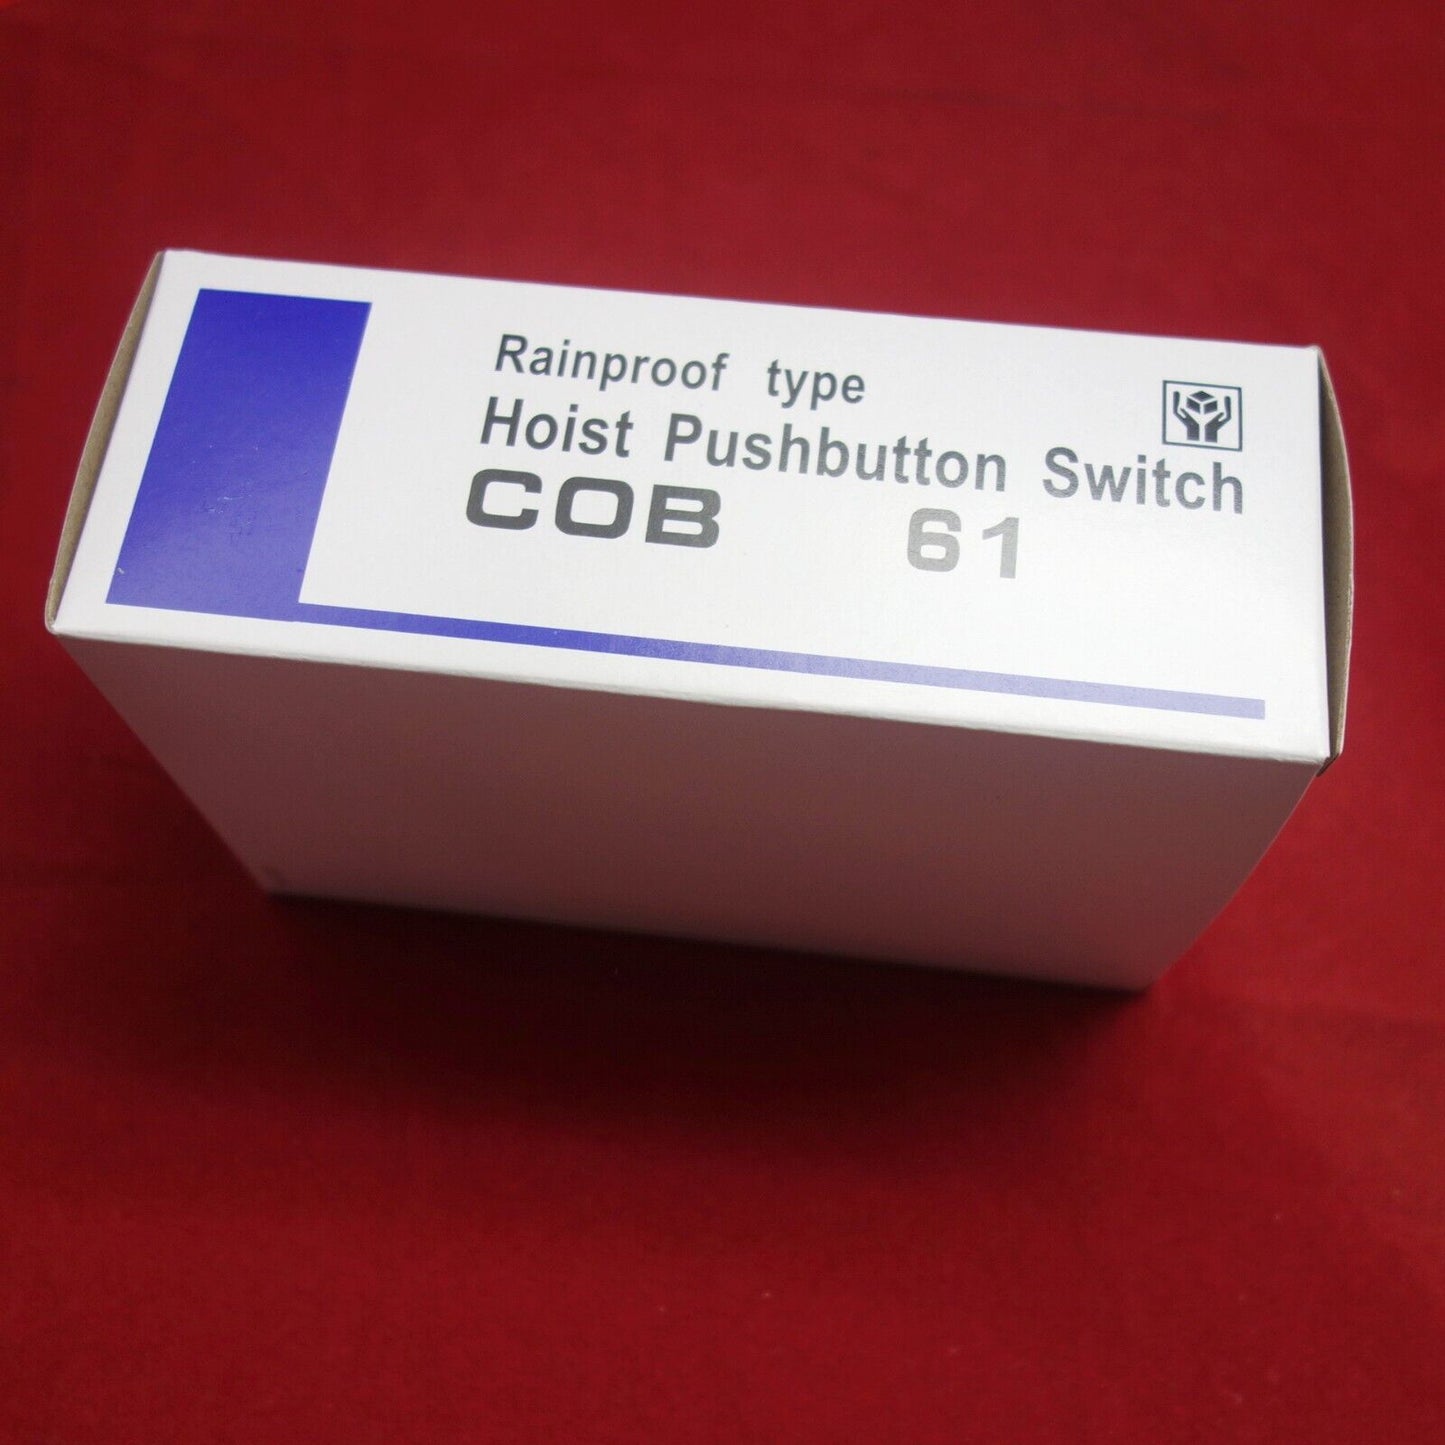 Rainproof type
Hoist Pushbutton Switch
COB 61